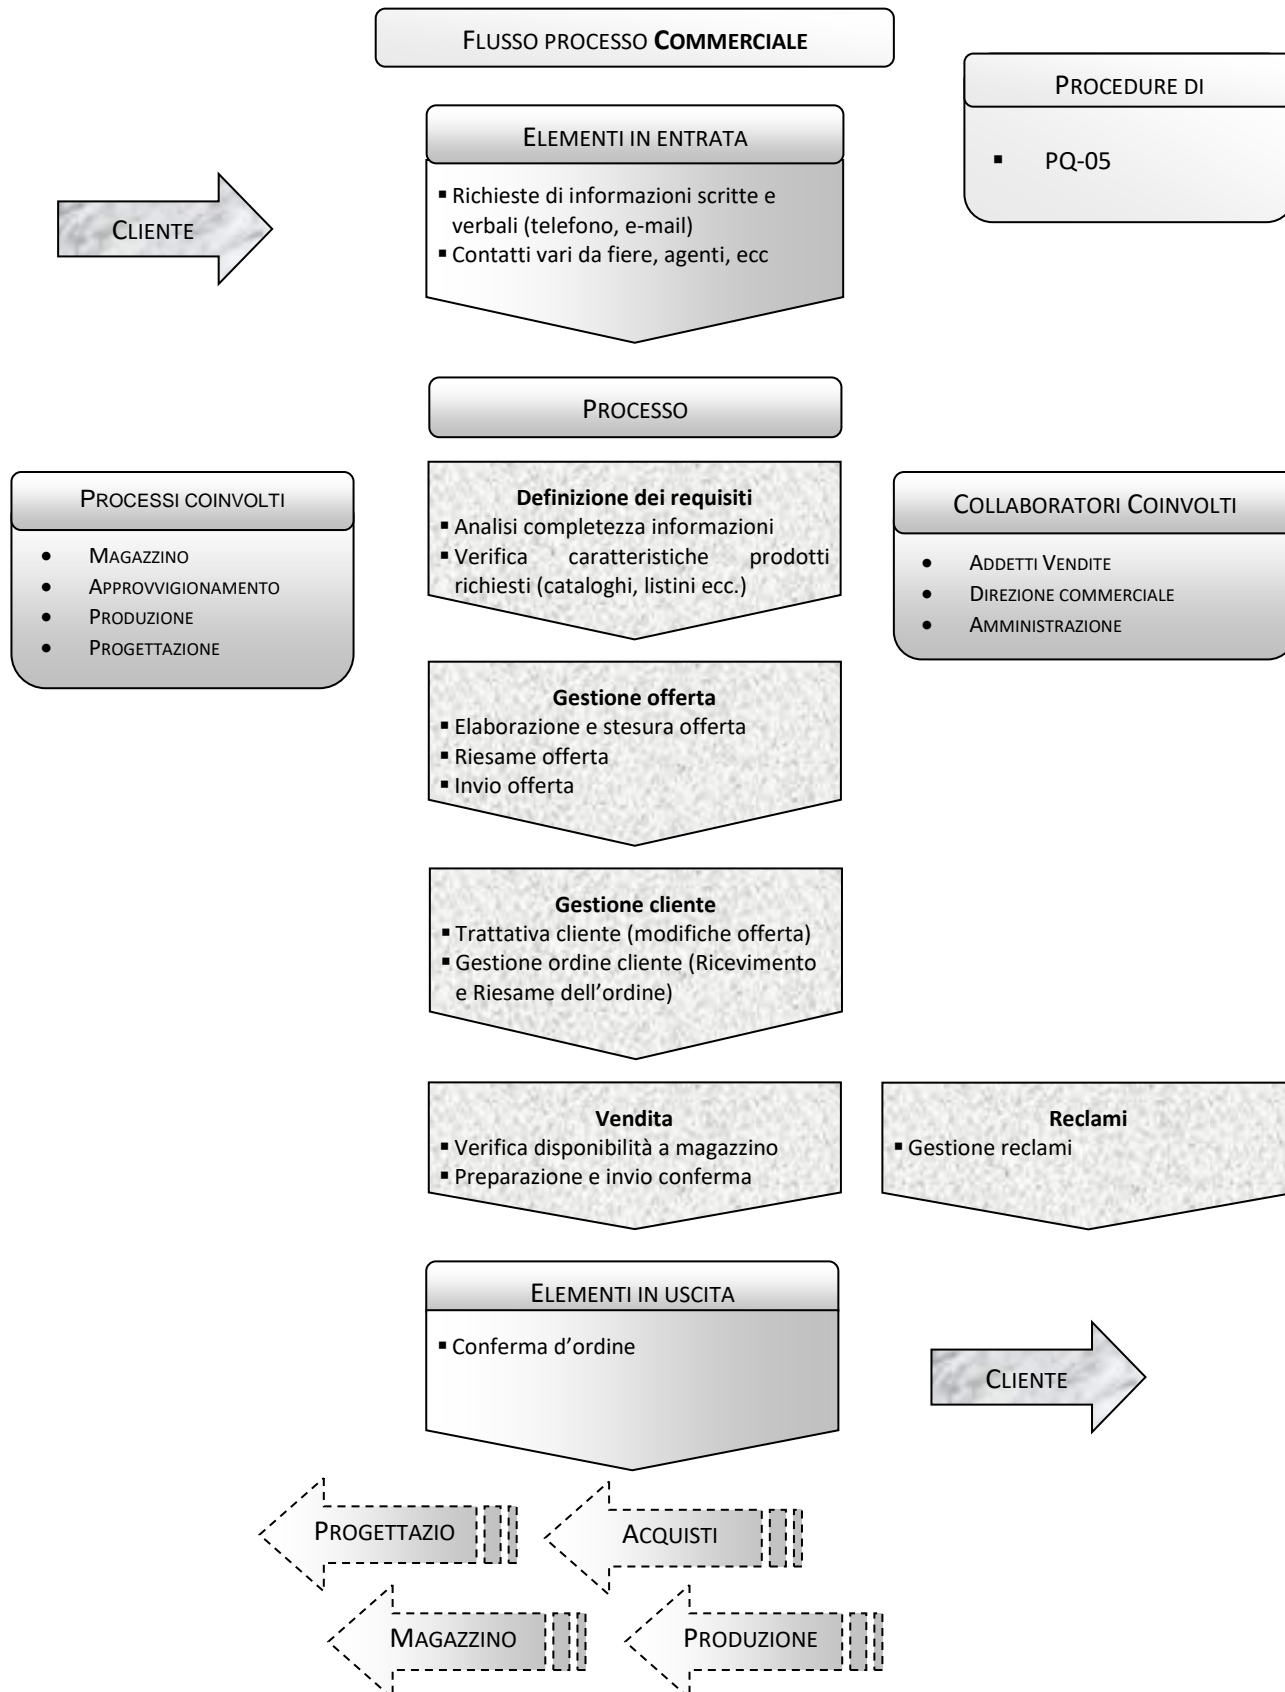 FLUSSO PROCESSO COMMERCIALE
PROCEDURE DI
▪ PQ-05
ELEMENTI IN ENTRATA
▪ Richieste di informazioni scritte e
verbali (telefono, e-mail)
▪ Contatti vari da fiere, agenti, ecc
CLIENTE
PROCESSO
PROCESSI COINVOLTI
• MAGAZZINO
• APPROVVIGIONAMENTO
• PRODUZIONE
• PROGETTAZIONE
Definizione dei requisiti
▪ Analisi completezza informazioni
▪ Verifica caratteristiche prodotti
richiesti (cataloghi, listini ecc.)
COLLABORATORI COINVOLTI
• ADDETTI VENDITE
• DIREZIONE COMMERCIALE
• AMMINISTRAZIONE
Gestione offerta
▪ Elaborazione e stesura offerta
▪ Riesame offerta
▪ Invio offerta
Gestione cliente
▪ Trattativa cliente (modifiche offerta)
▪ Gestione ordine cliente (Ricevimento
e Riesame dell’ordine)
Vendita
▪ Verifica disponibilità a magazzino
▪ Preparazione e invio conferma
Reclami
▪ Gestione reclami
ELEMENTI IN USCITA
▪ Conferma d’ordine
CLIENTE
PROGETTAZIO
ACQUISTI
MAGAZZINO
PRODUZIONE